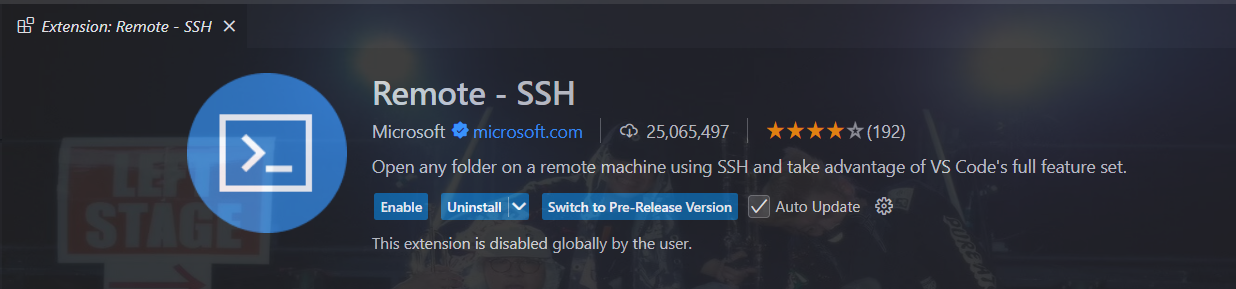 Extension: Remote - SSH
Remote - SSH
Microsoft microsoft.com 25,065,497 (192)
Open any folder on a remote machine using SSH and take advantage of VS Code's full feature set.
Enable Uninstall Switch to Pre-Release Version Auto Update
This extension is disabled globally by the user.
LEFT
STAGE